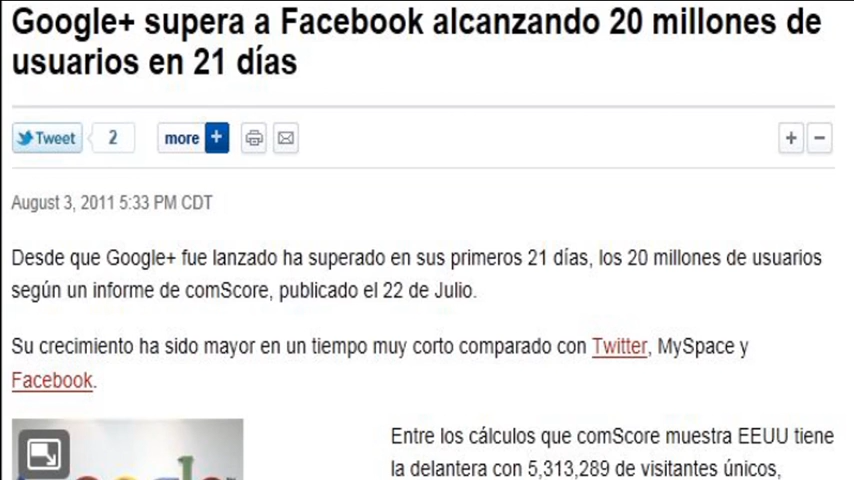 Google+ supera a Facebook alcanzando 20 millones de
usuarios en 21 días
Tweet 2 more + + −
August 3, 2011 5:33 PM CDT
Desde que Google+ fue lanzado ha superado en sus primeros 21 días, los 20 millones de usuarios
según un informe de comScore, publicado el 22 de Julio.
Su crecimiento ha sido mayor en un tiempo muy corto comparado con Twitter, MySpace y
Facebook.
Entre los cálculos que comScore muestra EEUU tiene
la delantera con 5,313,289 de visitantes únicos,